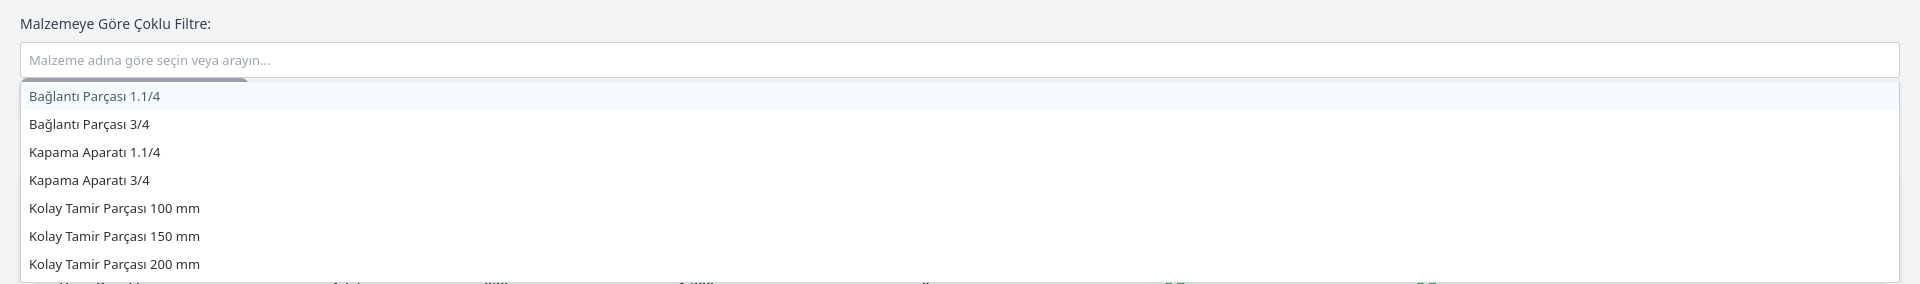 Malzemeye Göre Çoklu Filtre:
Malzeme adına göre seçin veya arayın...
Bağlantı Parçası 1.1/4
Bağlantı Parçası 3/4
Kapama Aparatı 1.1/4
Kapama Aparatı 3/4
Kolay Tamir Parçası 100 mm
Kolay Tamir Parçası 150 mm
Kolay Tamir Parçası 200 mm